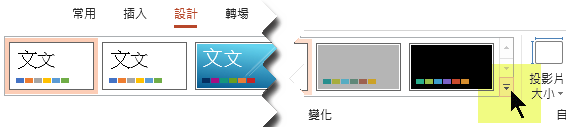 常用 插入 設計 轉場
文文 文文 文文
投影片
大小
變化 自